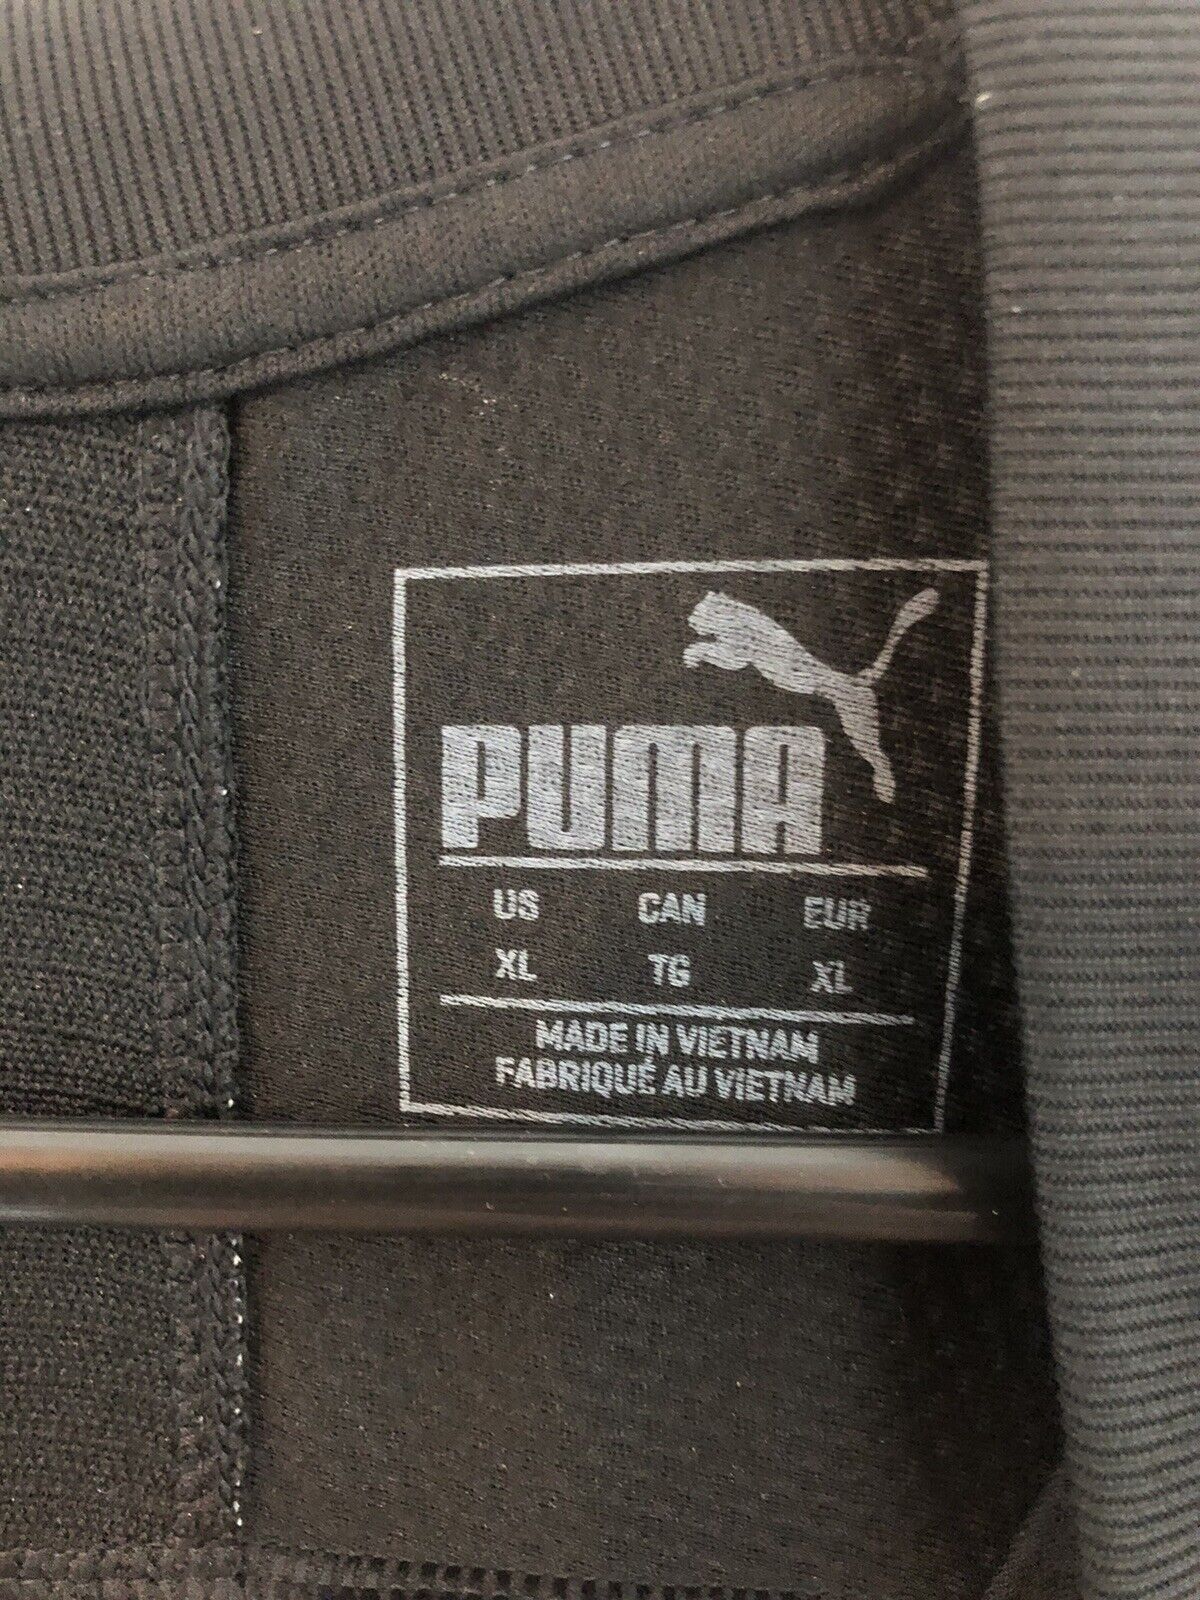 PUMA
US CAN EUR
XL TG XL
MADE IN VIETNAM
FABRIQUÉ AU VIETNAM